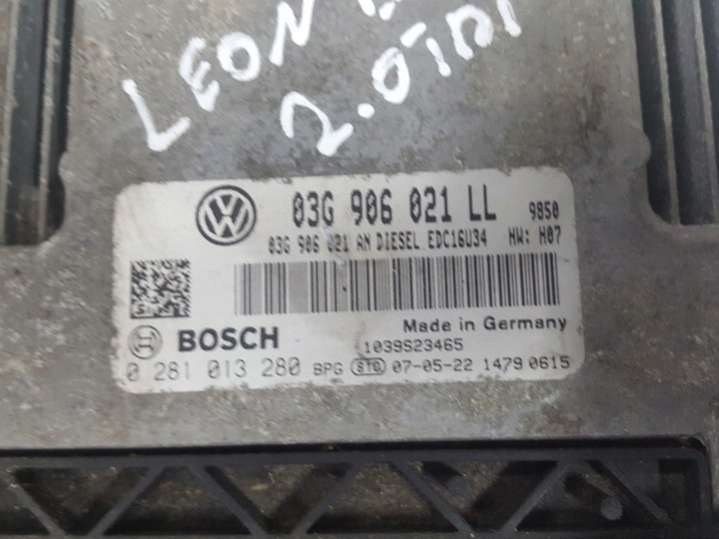 LEON
2.0TDI
03G 906 021 LL 9850
03G 906 021 AN DIESEL EDC16U34 HW: H07
BOSCH Made in Germany
1039S23465
0 281 013 280 BPG STG 07-05-22 1479 0615